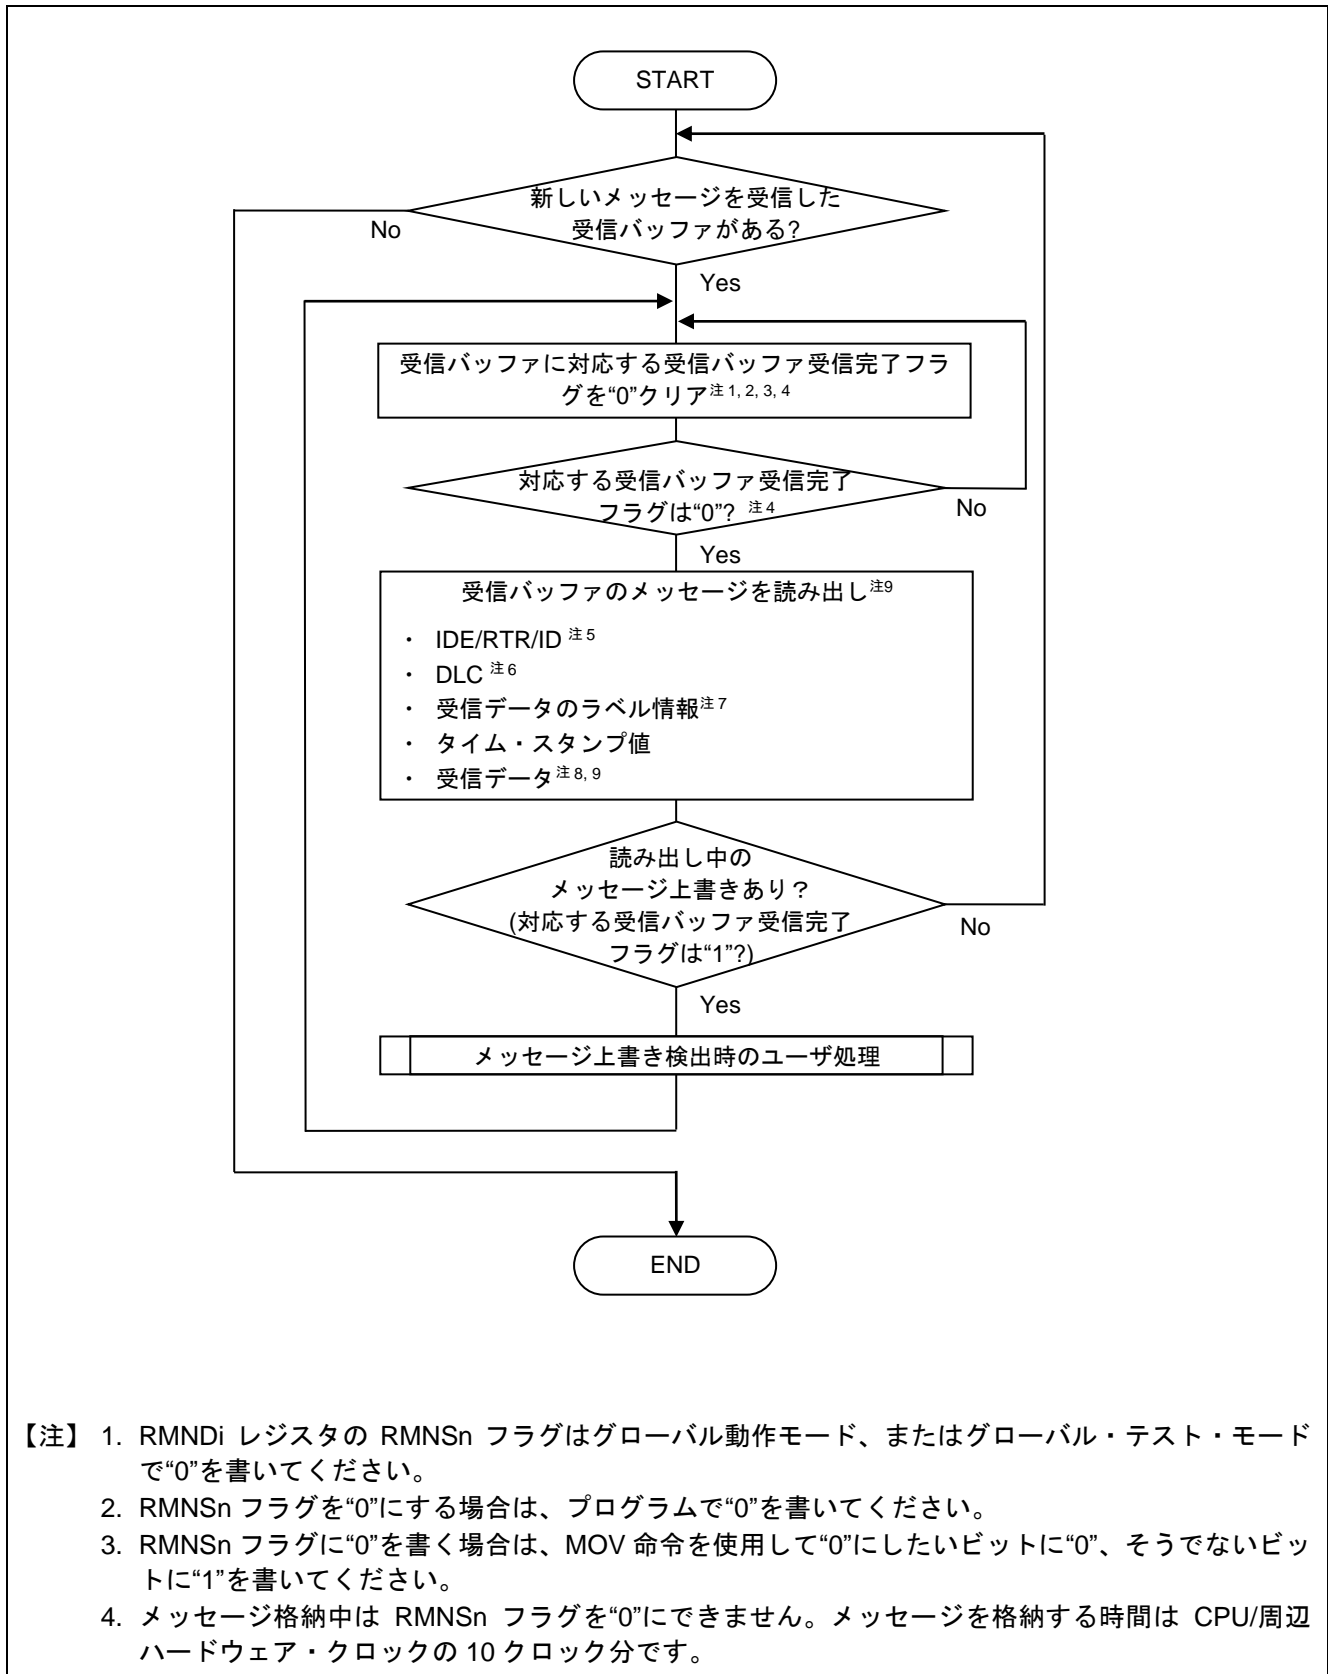 START
新しいメッセージを受信した
受信バッファがある?
No
Yes
受信バッファに対応する受信バッファ受信完了フラ
グを“0”クリア注 1, 2, 3, 4
対応する受信バッファ受信完了
フラグは“0”? 注 4
No
Yes
受信バッファのメッセージを読み出し注9
・ IDE/RTR/ID 注 5
・ DLC 注 6
・ 受信データのラベル情報注 7
・ タイム・スタンプ値
・ 受信データ注 8, 9
読み出し中の
メッセージ上書きあり？
(対応する受信バッファ受信完了
フラグは“1”?)
No
Yes
メッセージ上書き検出時のユーザ処理
END
【注】 1. RMNDi レジスタの RMNSn フラグはグローバル動作モード、またはグローバル・テスト・モード
で“0”を書いてください。
2. RMNSn フラグを“0”にする場合は、プログラムで“0”を書いてください。
3. RMNSn フラグに“0”を書く場合は、MOV 命令を使用して“0”にしたいビットに“0”、そうでないビッ
トに“1”を書いてください。
4. メッセージ格納中は RMNSn フラグを“0”にできません。メッセージを格納する時間は CPU/周辺
ハードウェア・クロックの 10 クロック分です。